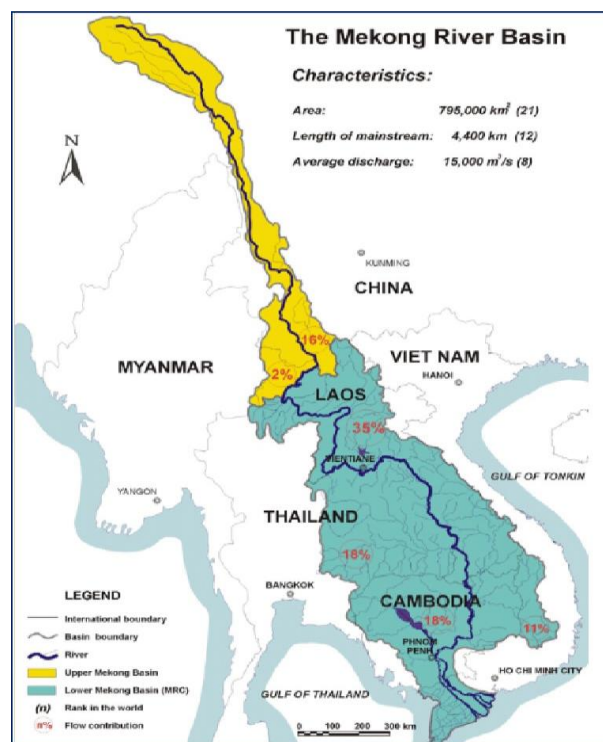 The Mekong River Basin
Characteristics:
Area: 795,000 km² (21)
Length of mainstream: 4,400 km (12)
Average discharge: 15,000 m³/s (8)
N
KUNMING
CHINA
16%
MYANMAR
VIET NAM
2%
HANOI
LAOS
35%
VIENTIANE
GULF OF TONKIN
YANGON
THAILAND
18%
BANGKOK
CAMBODIA
18%
11%
PHNOM
PENH
HO CHI MINH CITY
GULF OF THAILAND
LEGEND
International boundary
Basin boundary
River
Upper Mekong Basin
Lower Mekong Basin (MRC)
(n) Rank in the world
n% Flow contribution
0 100 200 300 km